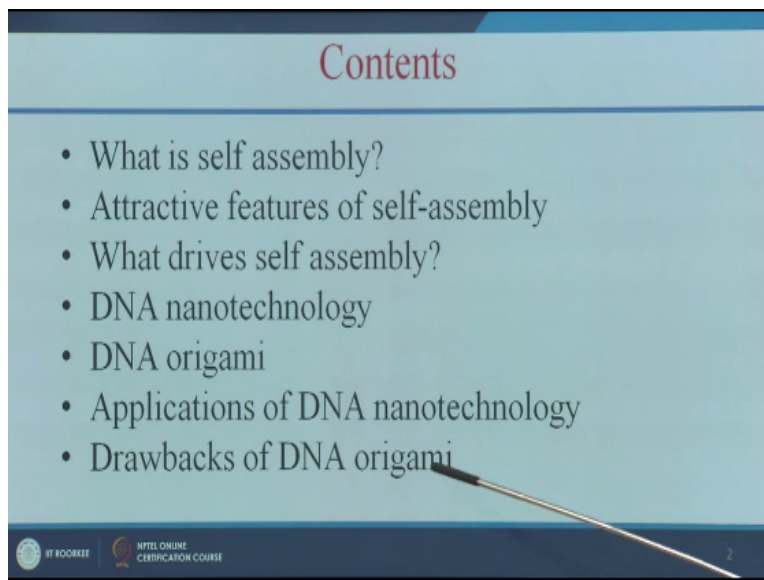 Contents
• What is self assembly?
• Attractive features of self-assembly
• What drives self assembly?
• DNA nanotechnology
• DNA origami
• Applications of DNA nanotechnology
• Drawbacks of DNA origami
IIT ROORKEE
NPTEL ONLINE
CERTIFICATION COURSE
2